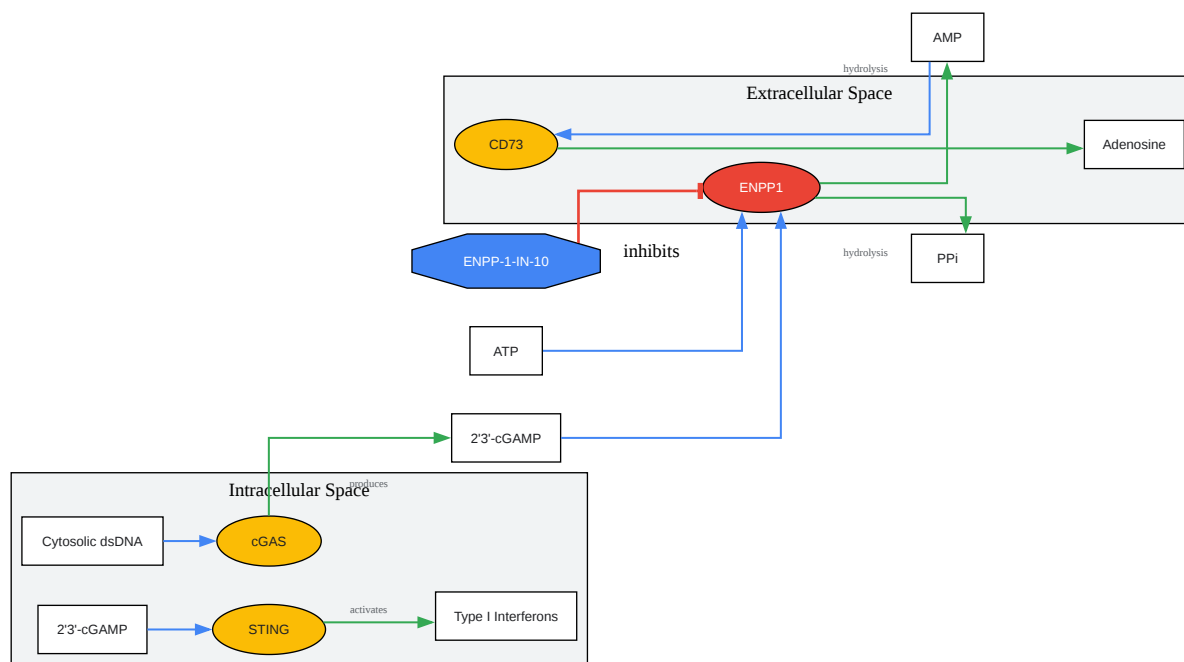 AMP
hydrolysis
Extracellular Space
CD73
Adenosine
ENPP1
inhibits
hydrolysis
ENPP-1-IN-10
PPi
ATP
2'3'-cGAMP
produces
Intracellular Space
Cytosolic dsDNA
cGAS
activates
Type I Interferons
2'3'-cGAMP
STING